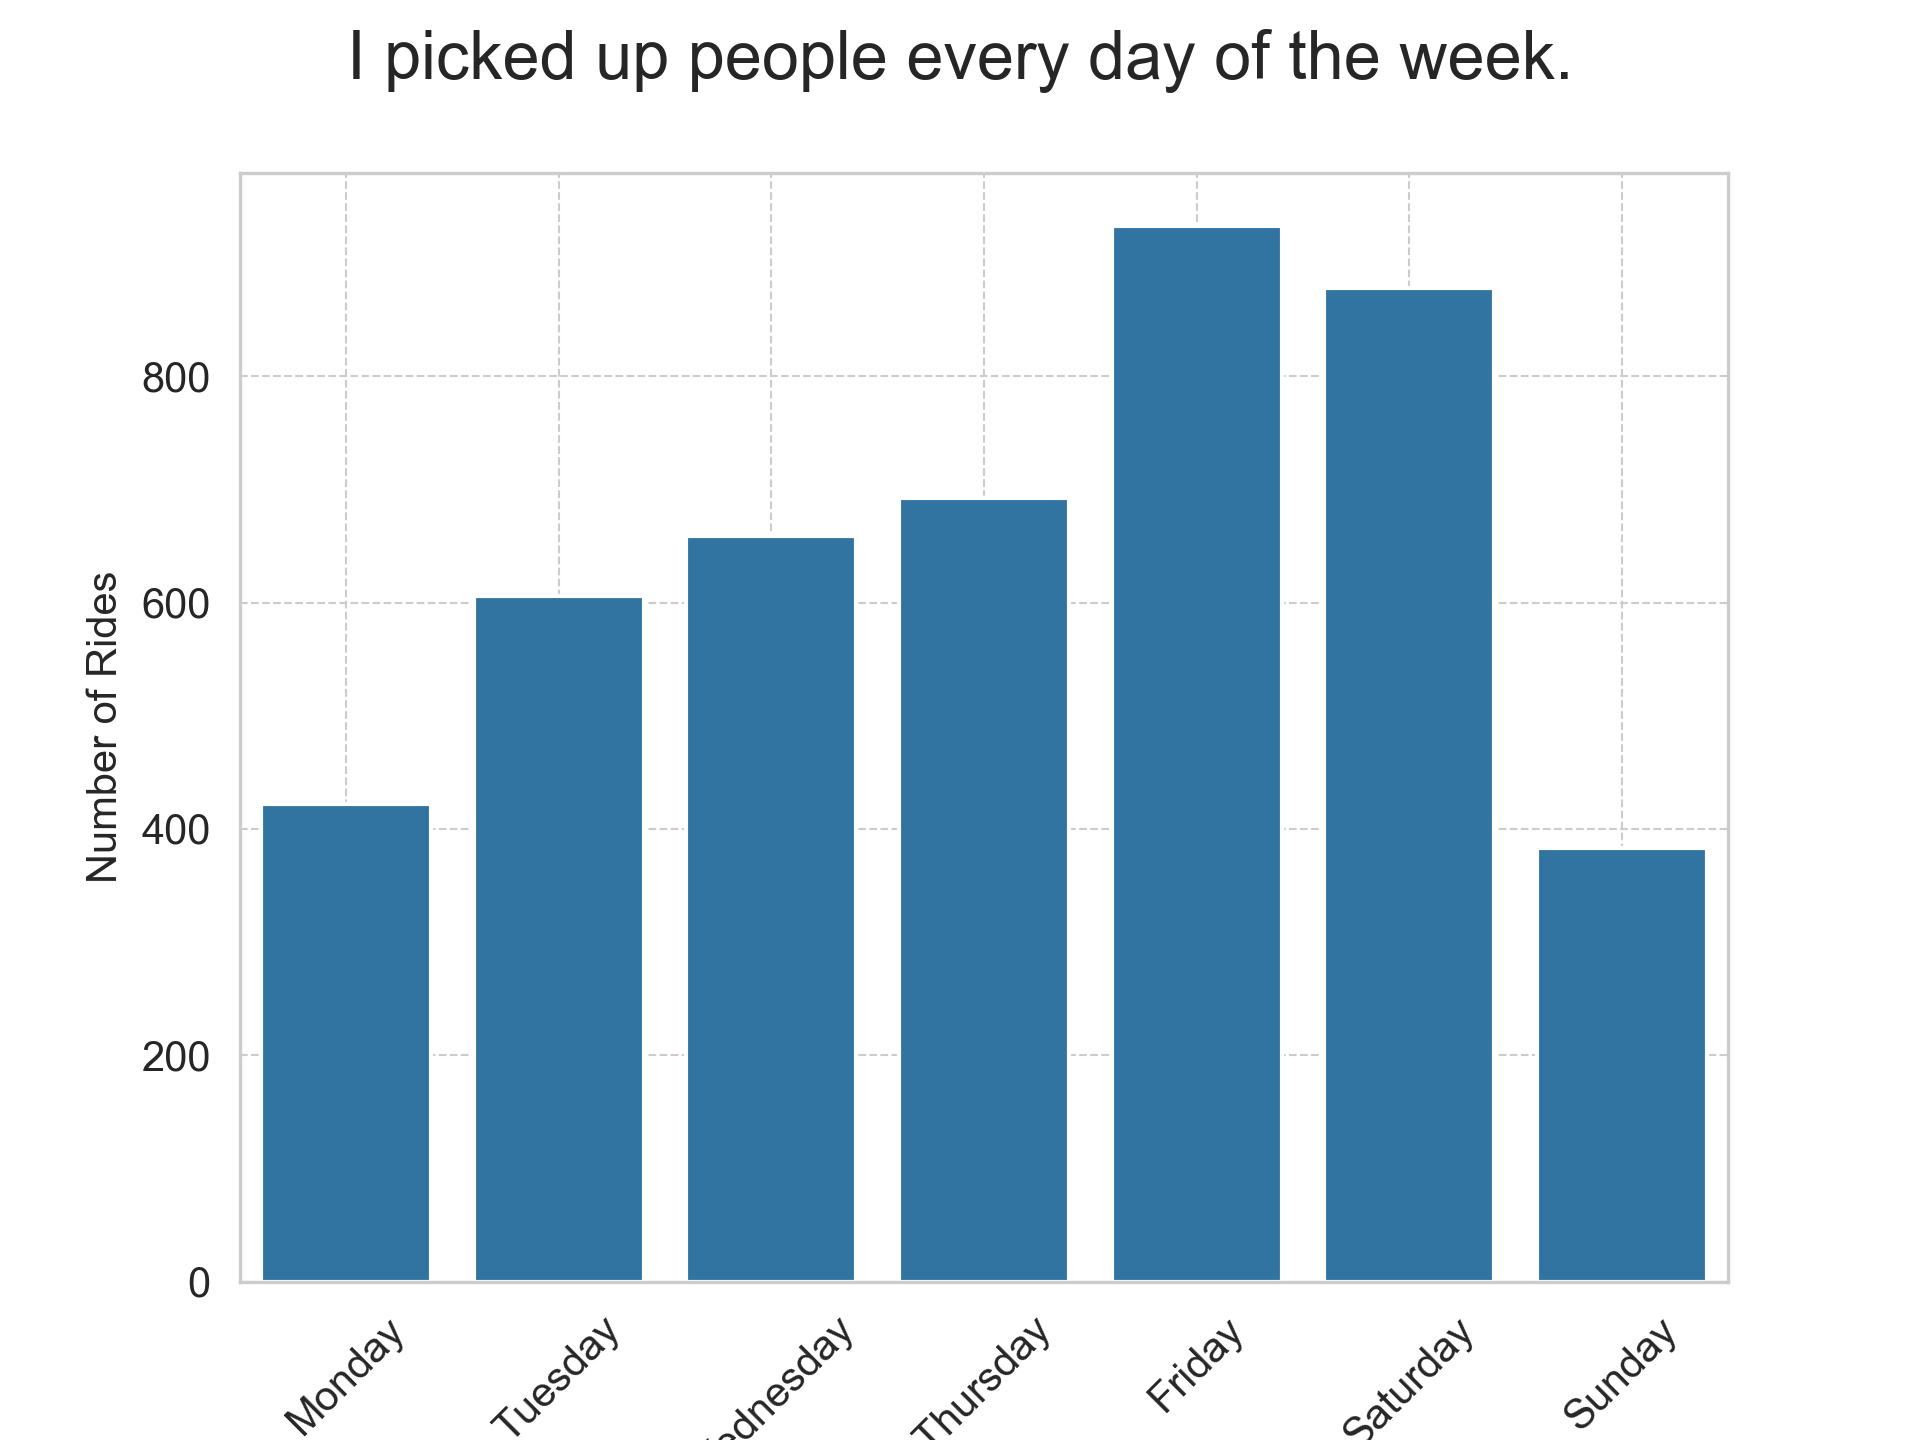 I picked up people every day of the week.
Number of Rides
800
600
400
200
0
Monday
Tuesday
ednesday
Thursday
Friday
Saturday
Sunday